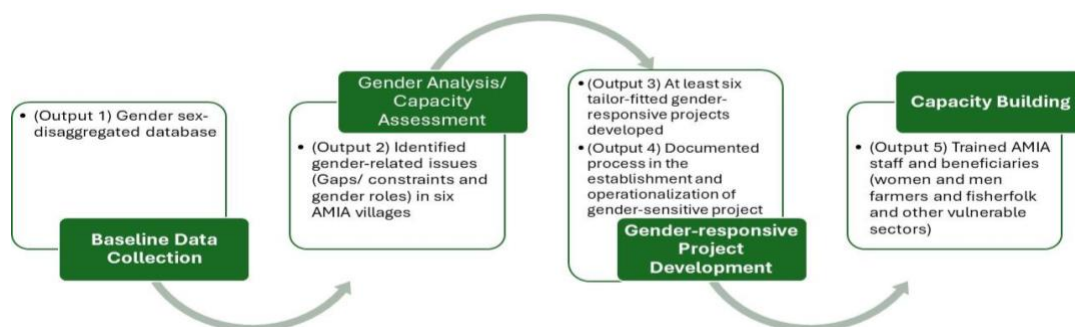 • (Output 1) Gender sex-
disaggregated database
Baseline Data
Collection
Gender Analysis/
Capacity
Assessment
• (Output 2) Identified
gender-related issues
(Gaps/ constraints and
gender roles) in six
AMIA villages
• (Output 3) At least six
tailor-fitted gender-
responsive projects
developed
• (Output 4) Documented
process in the
establishment and
operationalization of
gender-sensitive project
Gender-responsive
Project
Development
Capacity Building
• (Output 5) Trained AMIA
staff and beneficiaries
(women and men
farmers and fisherfolk
and other vulnerable
sectors)